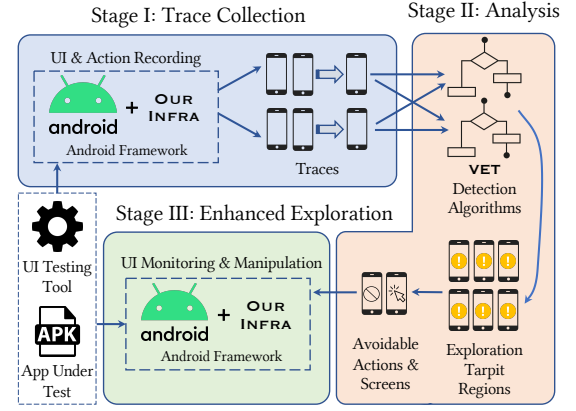 Stage I: Trace Collection
Stage II: Analysis
UI & Action Recording
android
+
OUR
INFRA
Android Framework
Traces
VET
Detection
Algorithms
Stage III: Enhanced Exploration
UI Testing
Tool
APK
App Under
Test
UI Monitoring & Manipulation
android
+
OUR
INFRA
Android Framework
Avoidable
Actions &
Screens
Exploration
Tarpit
Regions